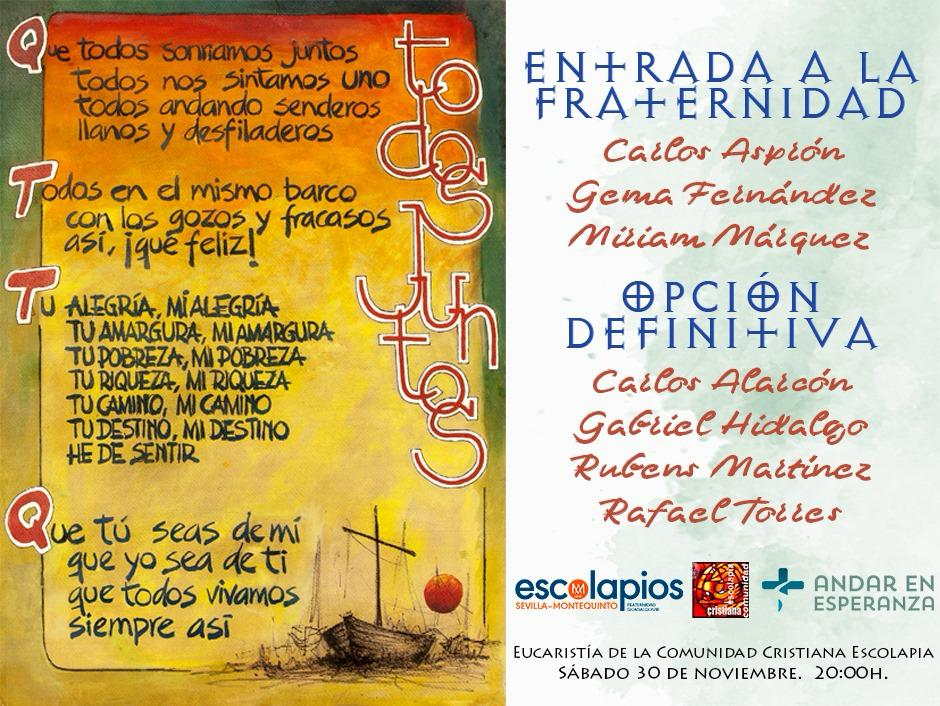 Que todos sonriamos juntos
todos nos sintamos uno
todos andando senderos
llanos y desfiladeros
Todos en el mismo barco
con los gozos y fracasos
así, ¡qué feliz!
Tu ALEGRÍA, MI ALEGRÍA
TU AMARGURA, MI AMARGURA
TU POBREZA, MI POBREZA
TU RIQUEZA, MI RIQUEZA
TU CAMINO, MI CAMINO
TU DESTINO, MI DESTINO
HE DE SENTIR
Que tú seas de mí
que yo sea de ti
que todos vivamos
siempre así
todos juntos
ENTRADA A LA
FRATERNIDAD
Carlos Aspión
Gema Fernández
Miriam Márquez
OPCIÓN
DEFINITIVA
Carlos Alarcón
Gabriel Hidalgo
Rubens Martínez
Rafael Torres
escolapios
SEVILLA-MONTEQUINTO
FRATERNIDAD
GUADALQUIVIR
comunidad
cristiana
escolapia
ANDAR EN
ESPERANZA
EUCARISTÍA DE LA COMUNIDAD CRISTIANA ESCOLAPIA
SÁBADO 30 DE NOVIEMBRE. 20:00H.